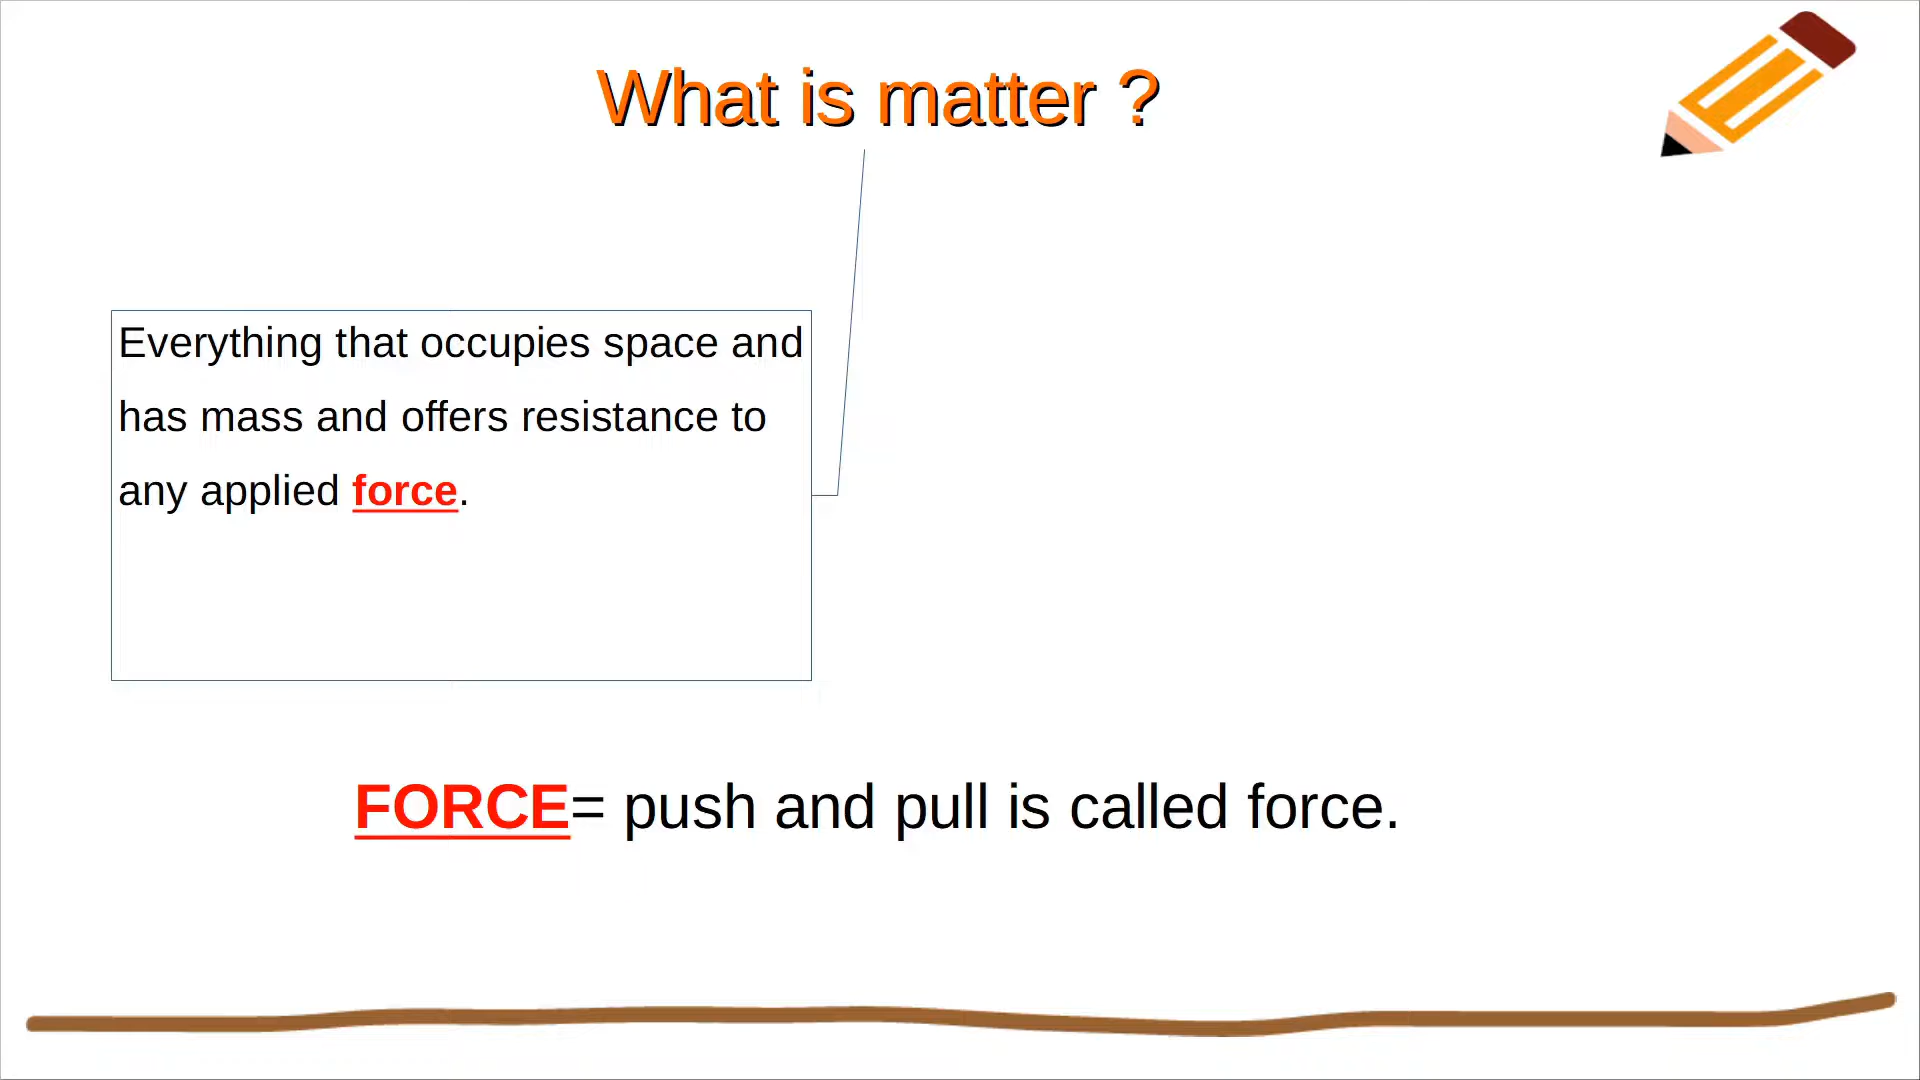 What is matter ?
Everything that occupies space and
has mass and offers resistance to
any applied force.
FORCE= push and pull is called force.